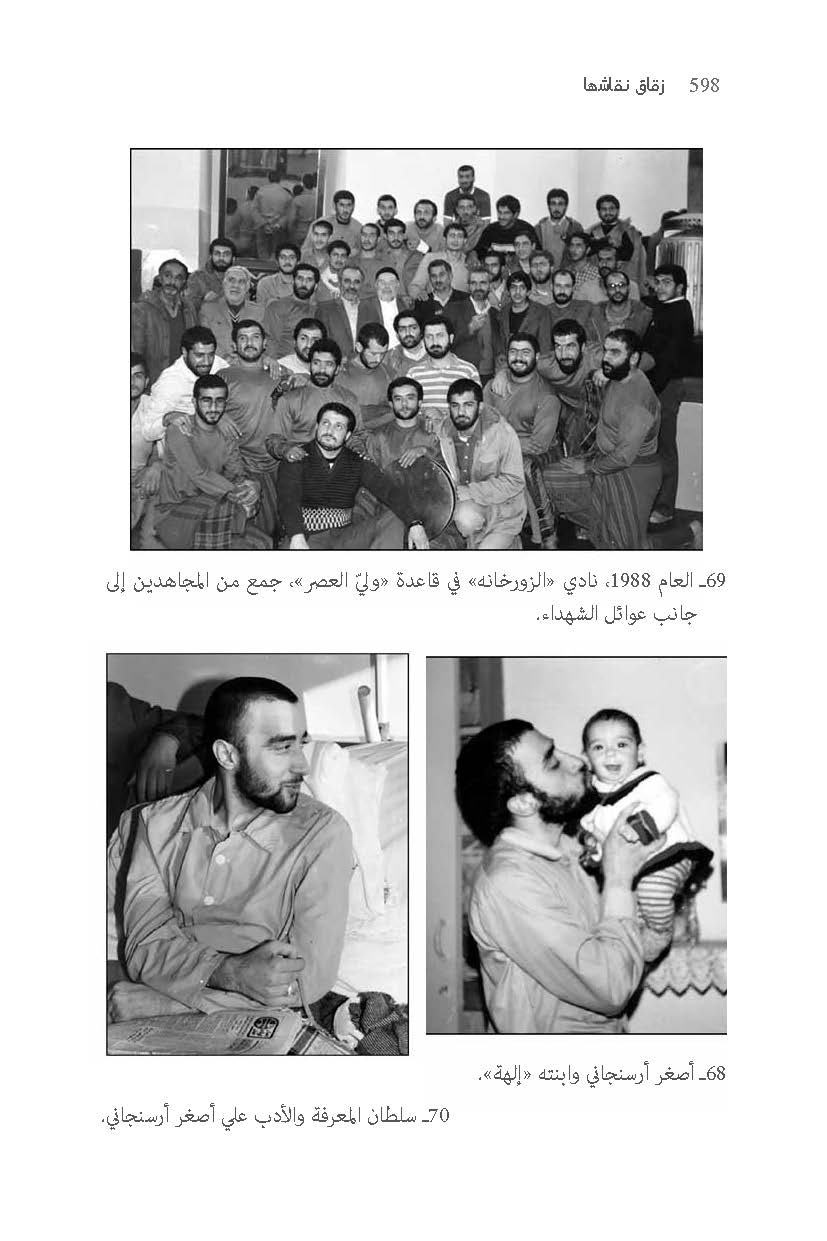 598 زقاق نقاشها
69ـ العام 1988، نادي «الزورخانه» في قاعدة «وليّ العصر»، جمع من المجاهدين إلى
جانب عوائل الشهداء.
68ـ أصغر أرسنجاني وابنته «إلهة».
70ـ سلطان المعرفة والأدب علي أصغر أرسنجاني.